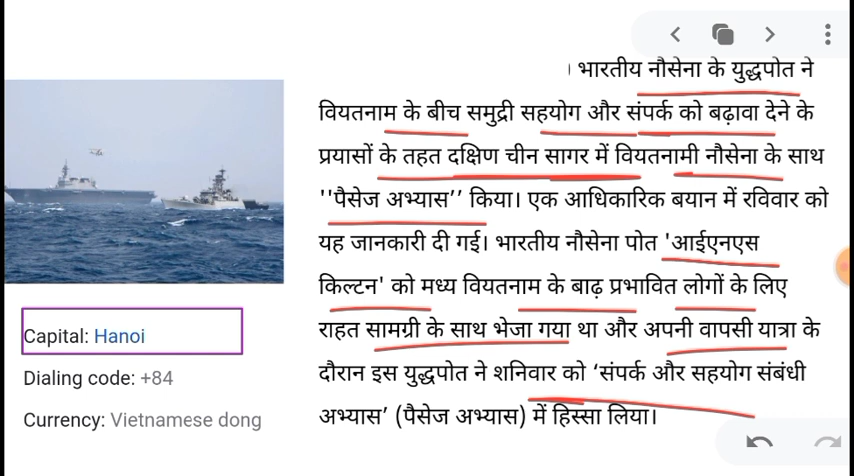 । भारतीय नौसेना के युद्धपोत ने
वियतनाम के बीच समुद्री सहयोग और संपर्क को बढ़ावा देने के
प्रयासों के तहत दक्षिण चीन सागर में वियतनामी नौसेना के साथ
''पैसेज अभ्यास’’ किया। एक आधिकारिक बयान में रविवार को
यह जानकारी दी गई। भारतीय नौसेना पोत 'आईएनएस
किल्टन' को मध्य वियतनाम के बाढ़ प्रभावित लोगों के लिए
राहत सामग्री के साथ भेजा गया था और अपनी वापसी यात्रा के
दौरान इस युद्धपोत ने शनिवार को ‘संपर्क और सहयोग संबंधी
अभ्यास’ (पैसेज अभ्यास) में हिस्सा लिया।
Capital: Hanoi
Dialing code: +84
Currency: Vietnamese dong